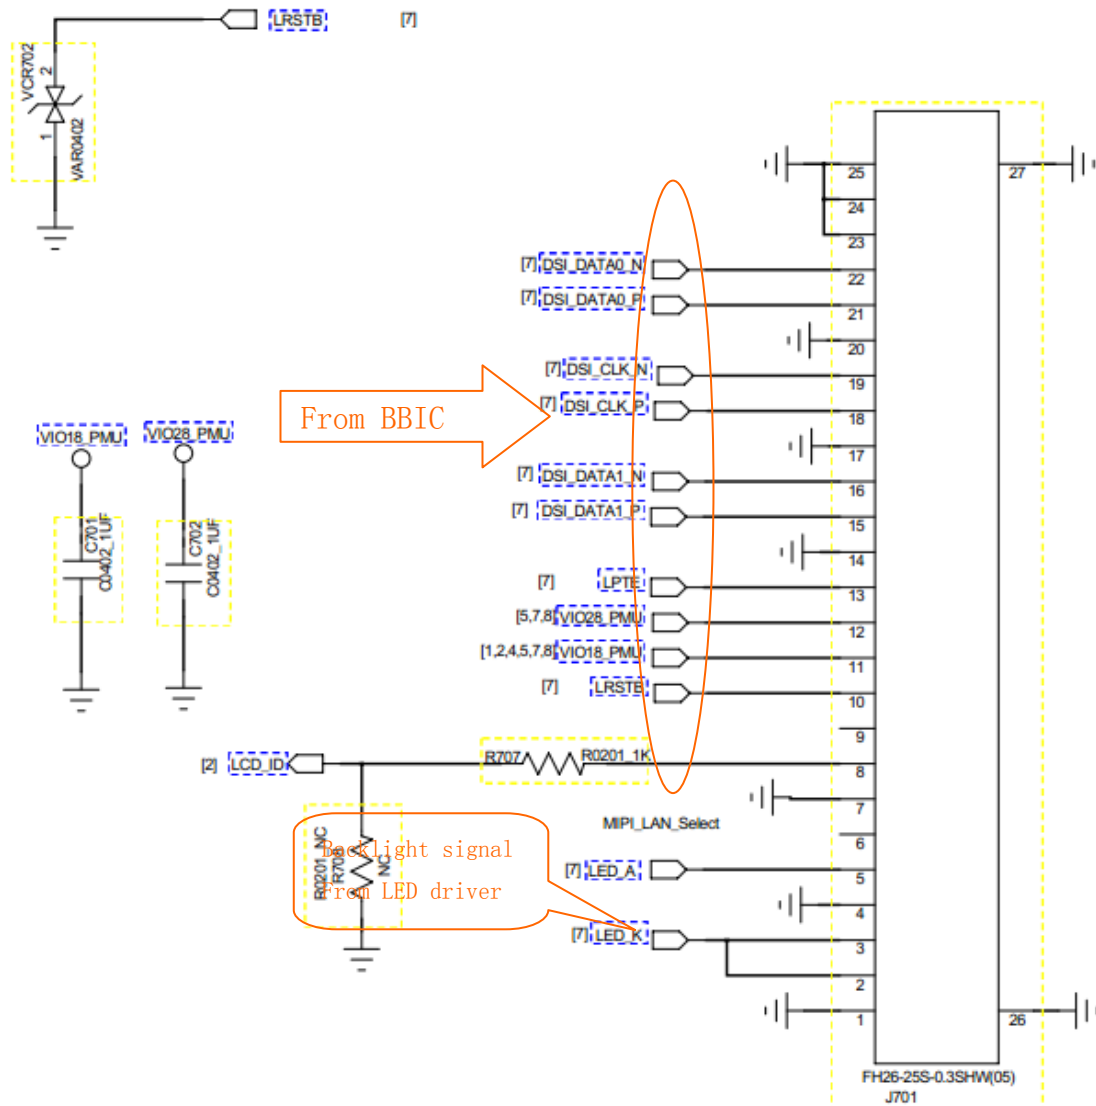 LRSTB [7]
VCR702
2
1
VAR0402
25
27
24
23
[7] DSI_DATA0_N
22
[7] DSI_DATA0_P
21
20
[7] DSI_CLK_N
19
From BBIC
[7] DSI_CLK_P
18
VIO18_PMU
VIO28_PMU
17
[7] DSI_DATA1_N
16
[7] DSI_DATA1_P
15
C701
C0402_1UF
C702
C0402_1UF
14
[7] LPTE
13
[5,7,8] VIO28_PMU
12
[1,2,4,5,7,8] VIO18_PMU
11
[7] LRSTB
10
9
[2] LCD_ID
R707
R0201_1K
8
7
MIPI_LAN_Select
6
R0201_NC
R708
NC
Backlight signal
From LED driver
[7] LED_A
5
4
[7] LED_K
3
2
1
26
FH26-25S-0.3SHW(05)
J701